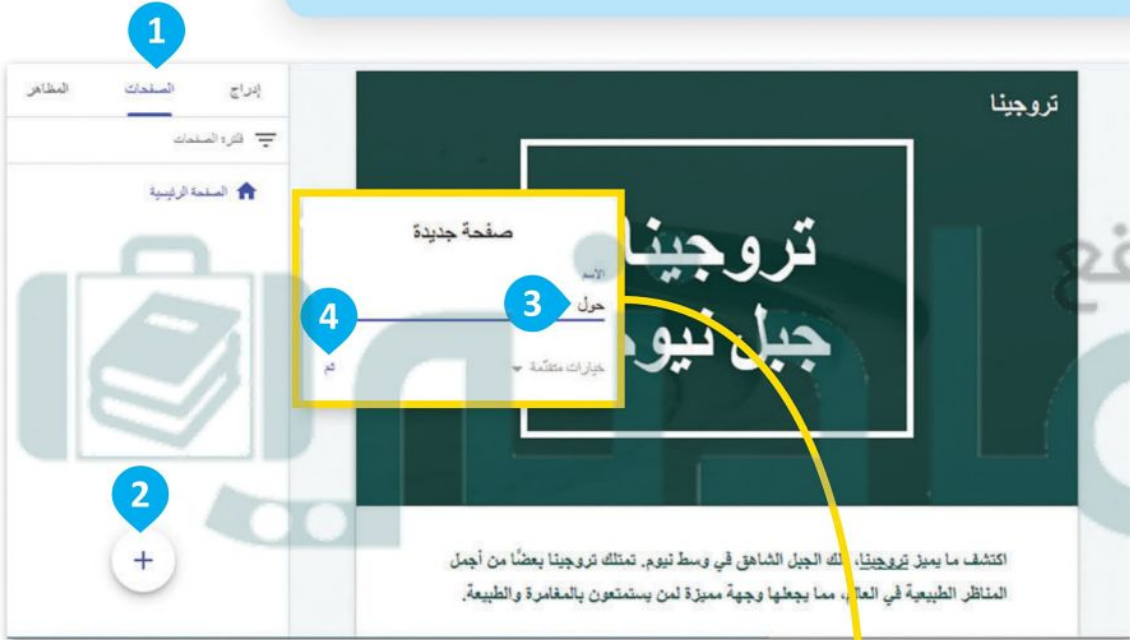 1
إدراج
الصفحات
المظاهر
فلترة الصفحات
الصفحة الرئيسية
2
+
صفحة جديدة
الاسم
حول
3
4
خيارات متقدّمة
تم
تروجينا
تروجينا
جبل نيوم
اكتشف ما يميز تروجينا، ذلك الجبل الشاهق في وسط نيوم. تمتلك تروجينا بعضًا من أجمل
المناظر الطبيعية في العالم، مما يجعلها وجهة مميزة لمن يستمتعون بالمغامرة والطبيعة.